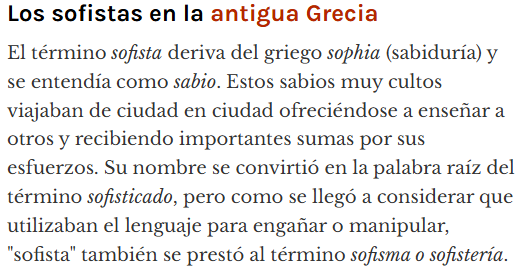 Los sofistas en la antigua Grecia
El término sofista deriva del griego sophia (sabiduría) y
se entendía como sabio. Estos sabios muy cultos
viajaban de ciudad en ciudad ofreciéndose a enseñar a
otros y recibiendo importantes sumas por sus
esfuerzos. Su nombre se convirtió en la palabra raíz del
término sofisticado, pero como se llegó a considerar que
utilizaban el lenguaje para engañar o manipular,
"sofista" también se prestó al término sofisma o sofistería.